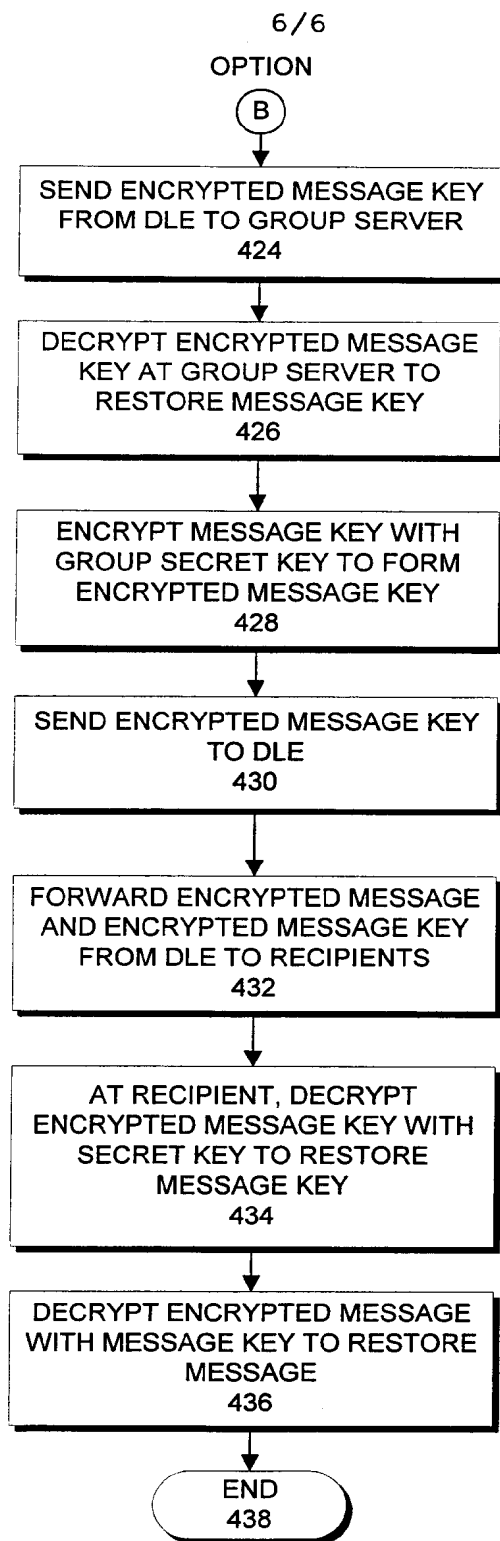 6/6
OPTION
B
SEND ENCRYPTED MESSAGE KEY
FROM DLE TO GROUP SERVER
424
DECRYPT ENCRYPTED MESSAGE
KEY AT GROUP SERVER TO
RESTORE MESSAGE KEY
426
ENCRYPT MESSAGE KEY WITH
GROUP SECRET KEY TO FORM
ENCRYPTED MESSAGE KEY
428
SEND ENCRYPTED MESSAGE KEY
TO DLE
430
FORWARD ENCRYPTED MESSAGE
AND ENCRYPTED MESSAGE KEY
FROM DLE TO RECIPIENTS
432
AT RECIPIENT, DECRYPT
ENCRYPTED MESSAGE KEY WITH
SECRET KEY TO RESTORE
MESSAGE KEY
434
DECRYPT ENCRYPTED MESSAGE
WITH MESSAGE KEY TO RESTORE
MESSAGE
436
END
438